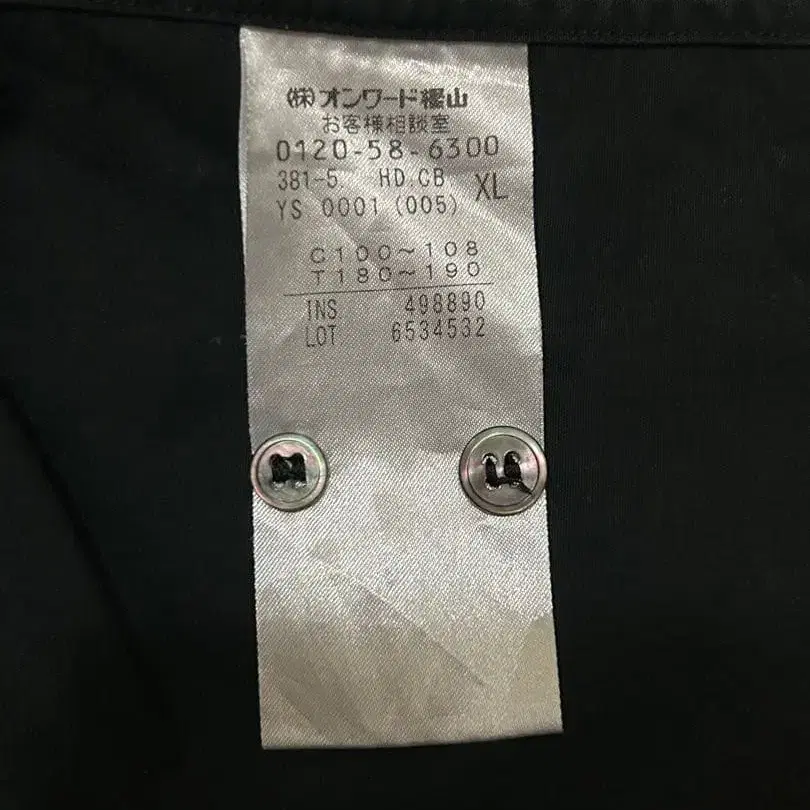 ㈱オンワード樫山
お客様相談室
0120-58-6300
381-5. HD.CB. XL
YS 0001 (005)
C100~108
T180~190
INS 498890
LOT 6534532